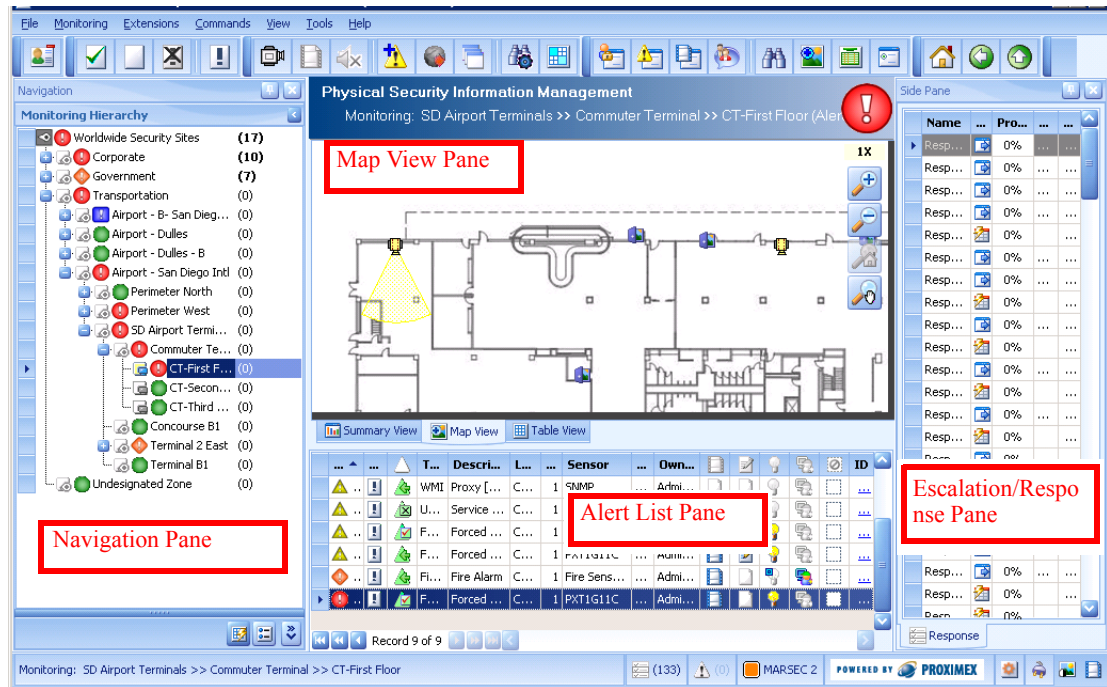 File Monitoring Extensions Commands View Tools Help
Navigation
Monitoring Hierarchy
Worldwide Security Sites (17)
Corporate (10)
Government (7)
Transportation (0)
Airport - B- San Dieg... (0)
Airport - Dulles (0)
Airport - Dulles - B (0)
Airport - San Diego Intl (0)
Perimeter North (0)
Perimeter West (0)
SD Airport Termi... (0)
Commuter Te... (0)
CT-First F... (0)
CT-Secon... (0)
CT-Third ... (0)
Concourse B1 (0)
Terminal 2 East (0)
Terminal B1 (0)
Undesignated Zone (0)
Navigation Pane
Physical Security Information Management
Monitoring: SD Airport Terminals >> Commuter Terminal >> CT-First Floor (Aler
Map View Pane
1X
Summary View Map View Table View
... ... T... Descri... L... ... Sensor ... Own... ID
.. WMI Proxy [... C... 1 SNMP ... Admi... ...
.. U... Service ... C... 1 ...
.. F... Forced ... C... 1 ...
.. F... Forced ... C... 1 PXT1G11C ... Admi... ...
.. Fi... Fire Alarm C... 1 Fire Sens... ... Admi... ...
.. F... Forced ... C... 1 PXT1G11C ... Admi... ...
Alert List Pane
Record 9 of 9
Side Pane
Name ... Pro... ... ...
Resp... 0% ... ...
Resp... 0% ... ...
Resp... 0% ... ...
Resp... 0% ... ...
Resp... 0% ...
Resp... 0% ... ...
Resp... 0% ... ...
Resp... 0% ...
Resp... 0% ... ...
Resp... 0% ...
Resp... 0% ... ...
Resp... 0% ...
Resp... 0% ... ...
Resp... 0% ...
Resp... 0%
Escalation/Respo
nse Pane
Resp... 0% ... ...
Resp... 0% ...
Resp... 0%
Response
Monitoring: SD Airport Terminals >> Commuter Terminal >> CT-First Floor
(133) (0) MARSEC 2 POWERED BY PROXIMEX